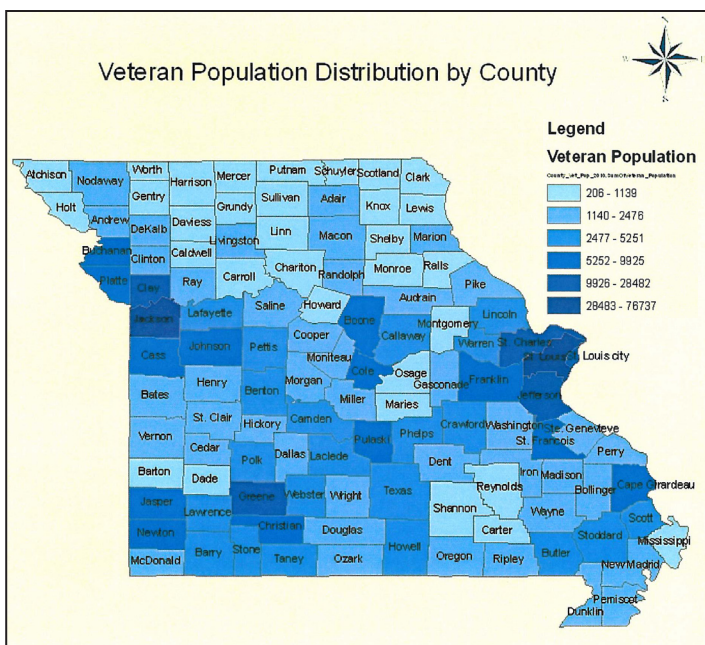 N
W
E
S
Veteran Population Distribution by County
Legend
Veteran Population
206 - 1139
1140 - 2476
2477 - 5251
5252 - 9925
9926 - 28482
28483 - 76737
Atchison Nodaway Worth Harrison Mercer Putnam Schuyler Scotland Clark
Holt Gentry Grundy Sullivan Adair Knox Lewis
Andrew DeKalb Daviess Livingston Linn Macon Shelby Marion
Buchanan Clinton Caldwell Chariton Randolph Monroe Ralls
Platte Clay Ray Carroll Howard Audrain Pike
Jackson Lafayette Saline Cooper Boone Callaway Montgomery Lincoln
Cass Johnson Pettis Moniteau Cole Osage Gasconade Warren St. Charles St. Louis St. Louis city
Bates Henry Benton Morgan Miller Maries Franklin Jefferson
Vernon St. Clair Hickory Camden Pulaski Phelps Crawford Washington Ste. Genevieve
Cedar Polk Dallas Laclede Dent St. Francois Perry
Barton Dade Webster Wright Texas Reynolds Iron Madison Bollinger Cape Girardeau
Jasper Lawrence Greene Christian Douglas Shannon Carter Wayne Scott
Newton Barry Stone Taney Ozark Howell Oregon Ripley Butler Stoddard Mississippi
McDonald New Madrid
Pemiscot
Dunklin